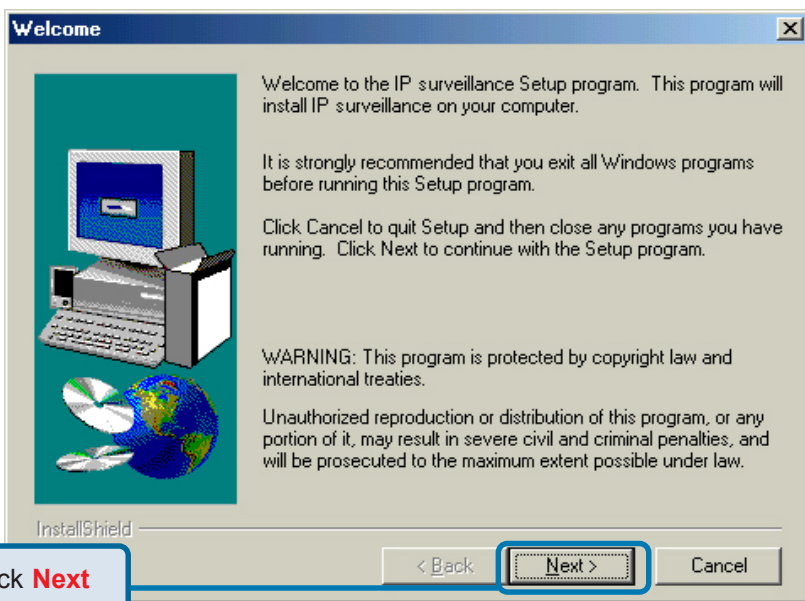 Welcome
Welcome to the IP surveillance Setup program. This program will
install IP surveillance on your computer.
It is strongly recommended that you exit all Windows programs
before running this Setup program.
Click Cancel to quit Setup and then close any programs you have
running. Click Next to continue with the Setup program.
WARNING: This program is protected by copyright law and
international treaties.
Unauthorized reproduction or distribution of this program, or any
portion of it, may result in severe civil and criminal penalties, and
will be prosecuted to the maximum extent possible under law.
InstallShield
< Back Next > Cancel
ck Next